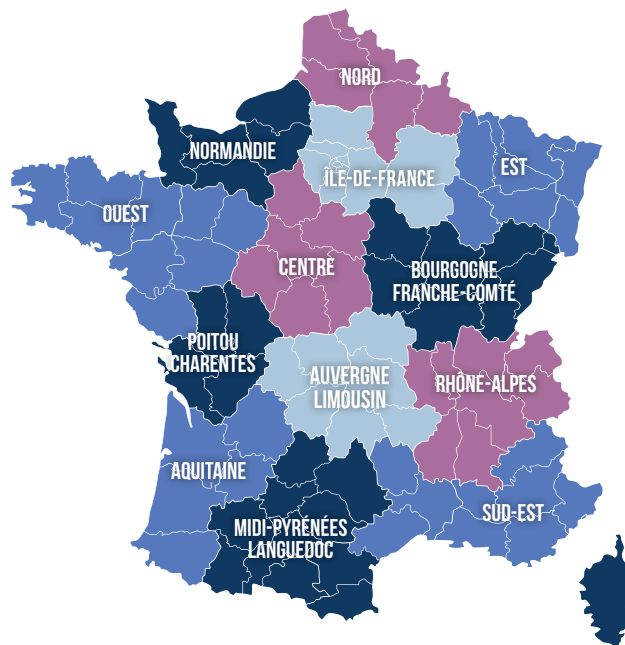 NORD
NORMANDIE
EST
ÎLE-DE-FRANCE
OUEST
CENTRE
BOURGOGNE
FRANCHE-COMTÉ
POITOU
CHARENTES
AUVERGNE
LIMOUSIN
RHÔNE-ALPES
AQUITAINE
SUD-EST
MIDI-PYRÉNÉES
LANGUEDOC